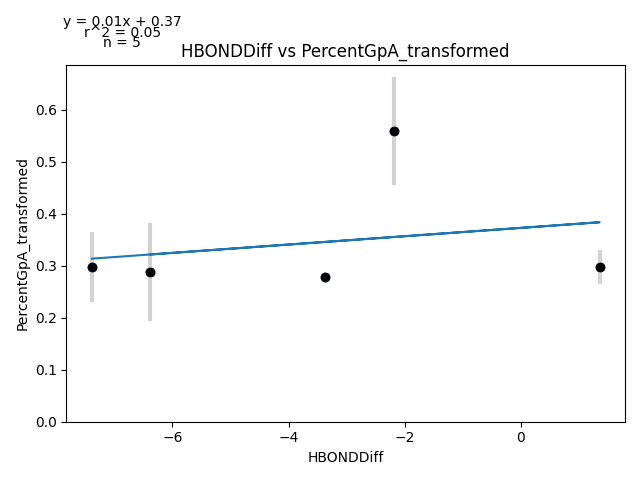 y = 0.01x + 0.37
r^2 = 0.05
n = 5
HBONDDiff vs PercentGpA_transformed
PercentGpA_transformed
0.6
0.5
0.4
0.3
0.2
0.1
0.0
−6
−4
−2
0
HBONDDiff